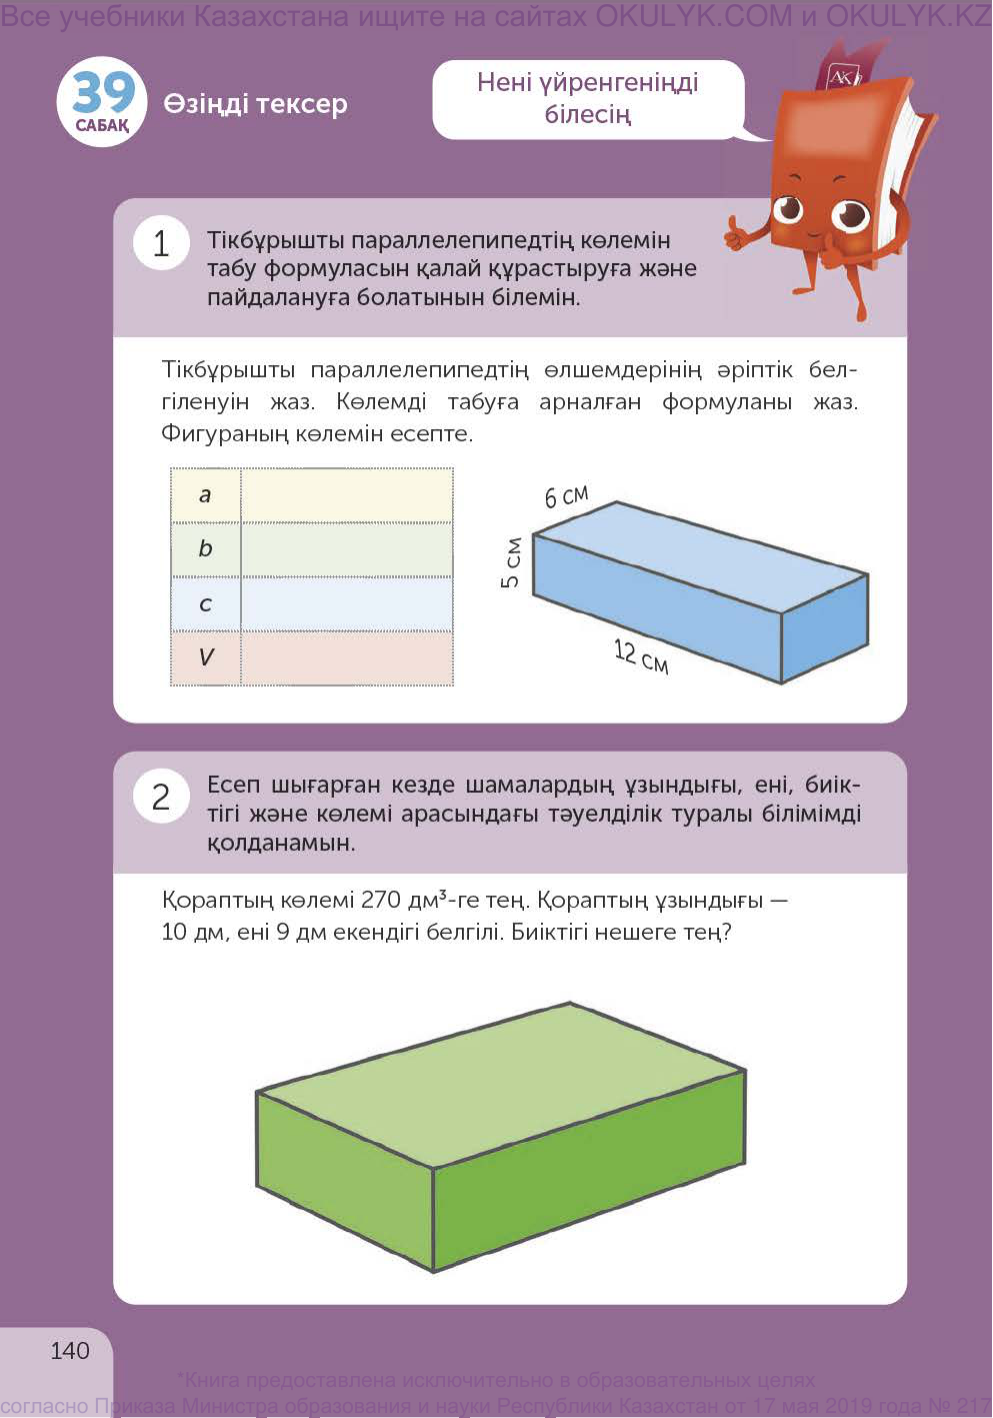 Все учебники Казахстана ищите на сайтах OKULYK.COM и OKULYK.KZ
39
САБАҚ
Өзіңді тексер
Нені үйренгеніңді
білесің
АК
1
Тікбұрышты параллелепипедтің көлемін
табу формуласын қалай құрастыруға және
пайдалануға болатынын білемін.
Тікбұрышты параллелепипедтің өлшемдерінің әріптік бел-
гіленуін жаз. Көлемді табуға арналған формуланы жаз.
Фигураның көлемін есепте.
a
b
c
V
6 см
5 см
12 см
2
Есеп шығарған кезде шамалардың ұзындығы, ені, биік-
тігі және көлемі арасындағы тәуелділік туралы білімімді
қолданамын.
Қораптың көлемі 270 дм³-ге тең. Қораптың ұзындығы —
10 дм, ені 9 дм екендігі белгілі. Биіктігі нешеге тең?
140
*Книга предоставлена исключительно в образовательных целях
согласно Приказа Министра образования и науки Республики Казахстан от 17 мая 2019 года № 217